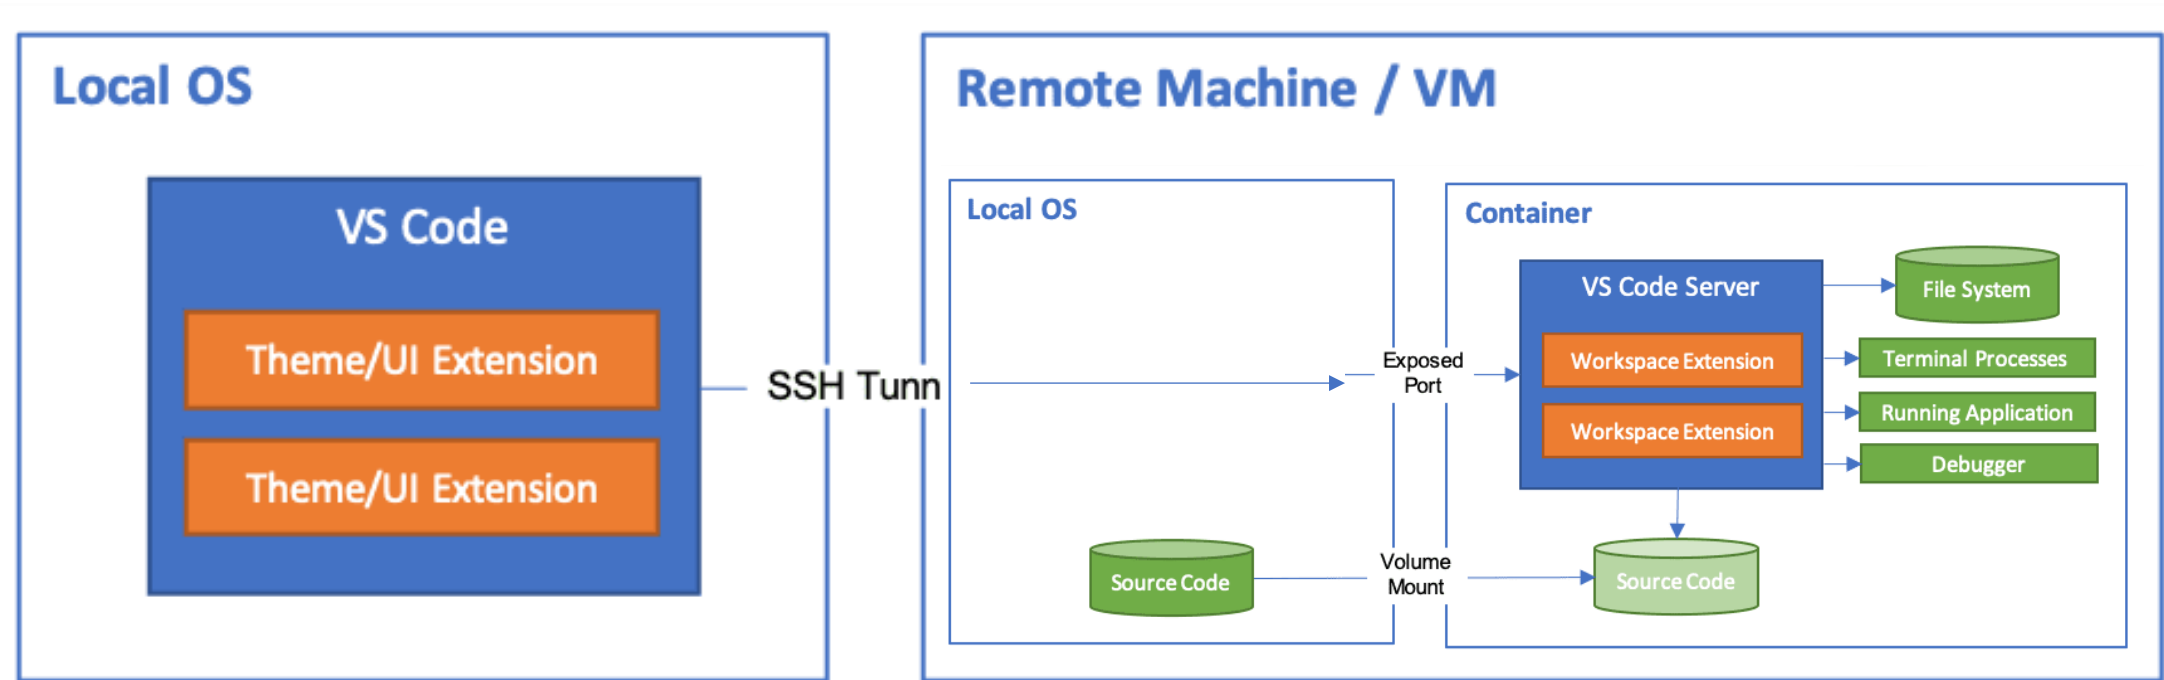 Local OS
VS Code
Theme/UI Extension
Theme/UI Extension
SSH Tunn
Remote Machine / VM
Local OS
Source Code
Exposed
Port
Volume
Mount
Container
VS Code Server
Workspace Extension
Workspace Extension
File System
Terminal Processes
Running Application
Debugger
Source Code